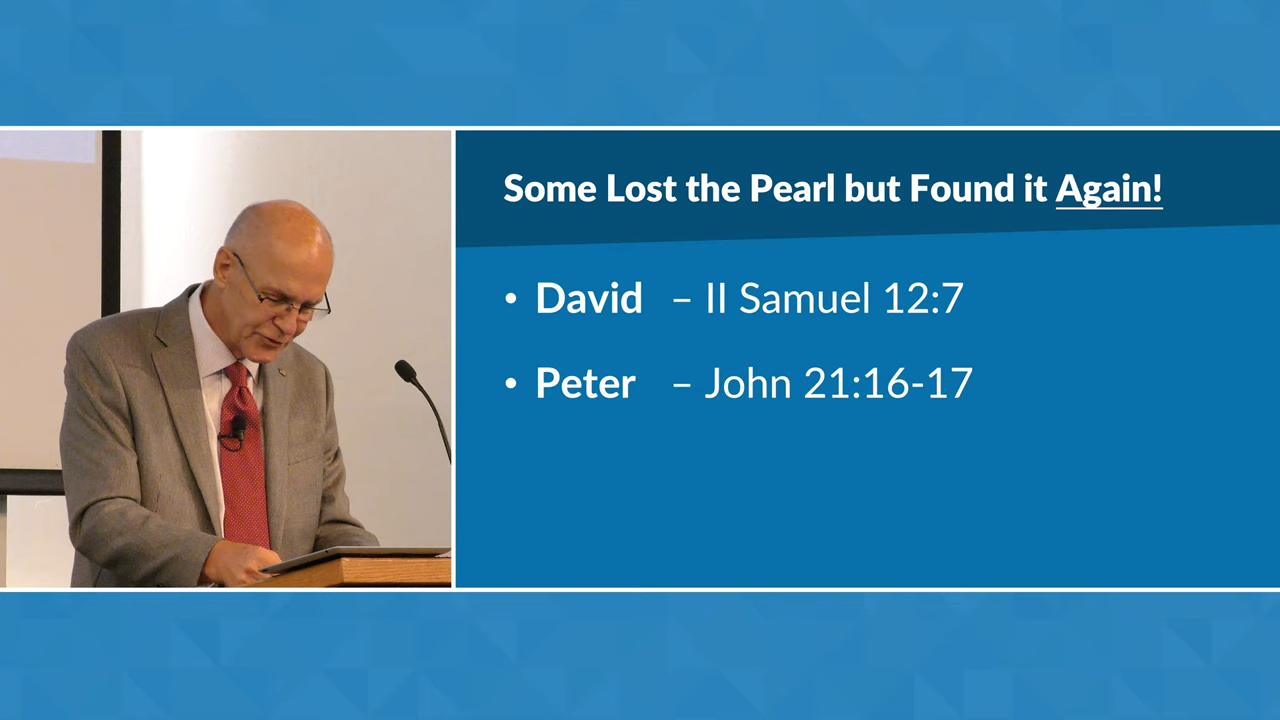 Some Lost the Pearl but Found it Again!
• David – II Samuel 12:7
• Peter – John 21:16-17